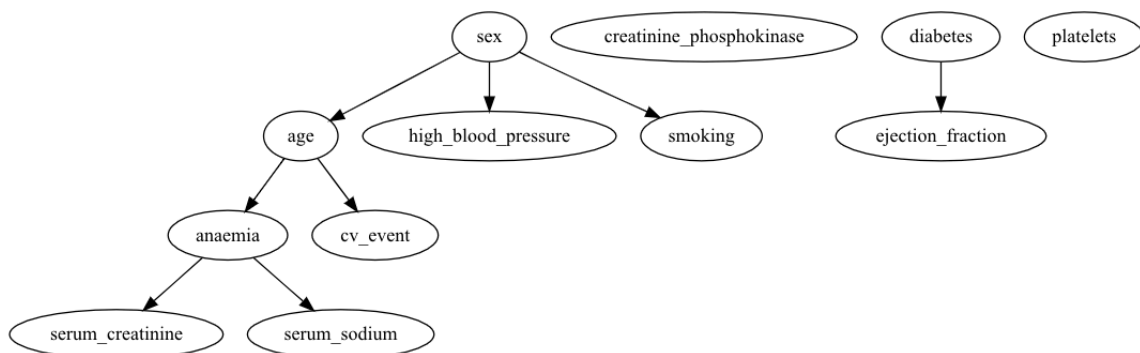 sex
creatinine_phosphokinase
diabetes
platelets
age
high_blood_pressure
smoking
ejection_fraction
anaemia
cv_event
serum_creatinine
serum_sodium